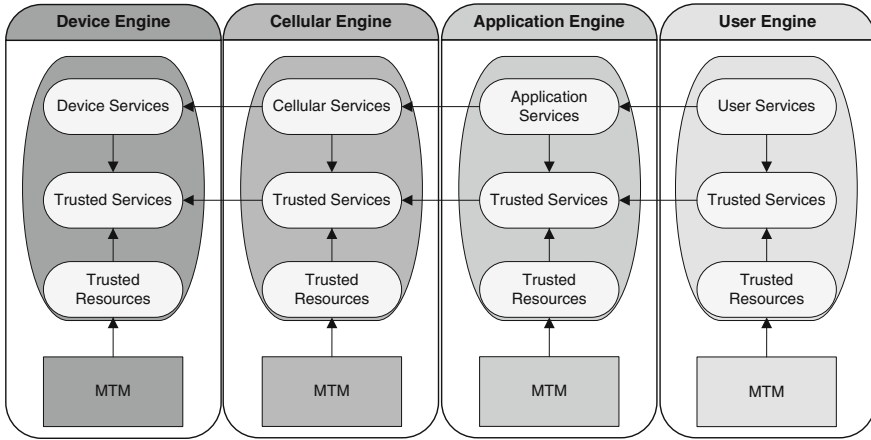 Device Engine
Cellular Engine
Application Engine
User Engine
Device Services
Cellular Services
Application
Services
User Services
Trusted Services
Trusted Services
Trusted Services
Trusted Services
Trusted
Resources
Trusted
Resources
Trusted
Resources
Trusted
Resources
MTM
MTM
MTM
MTM